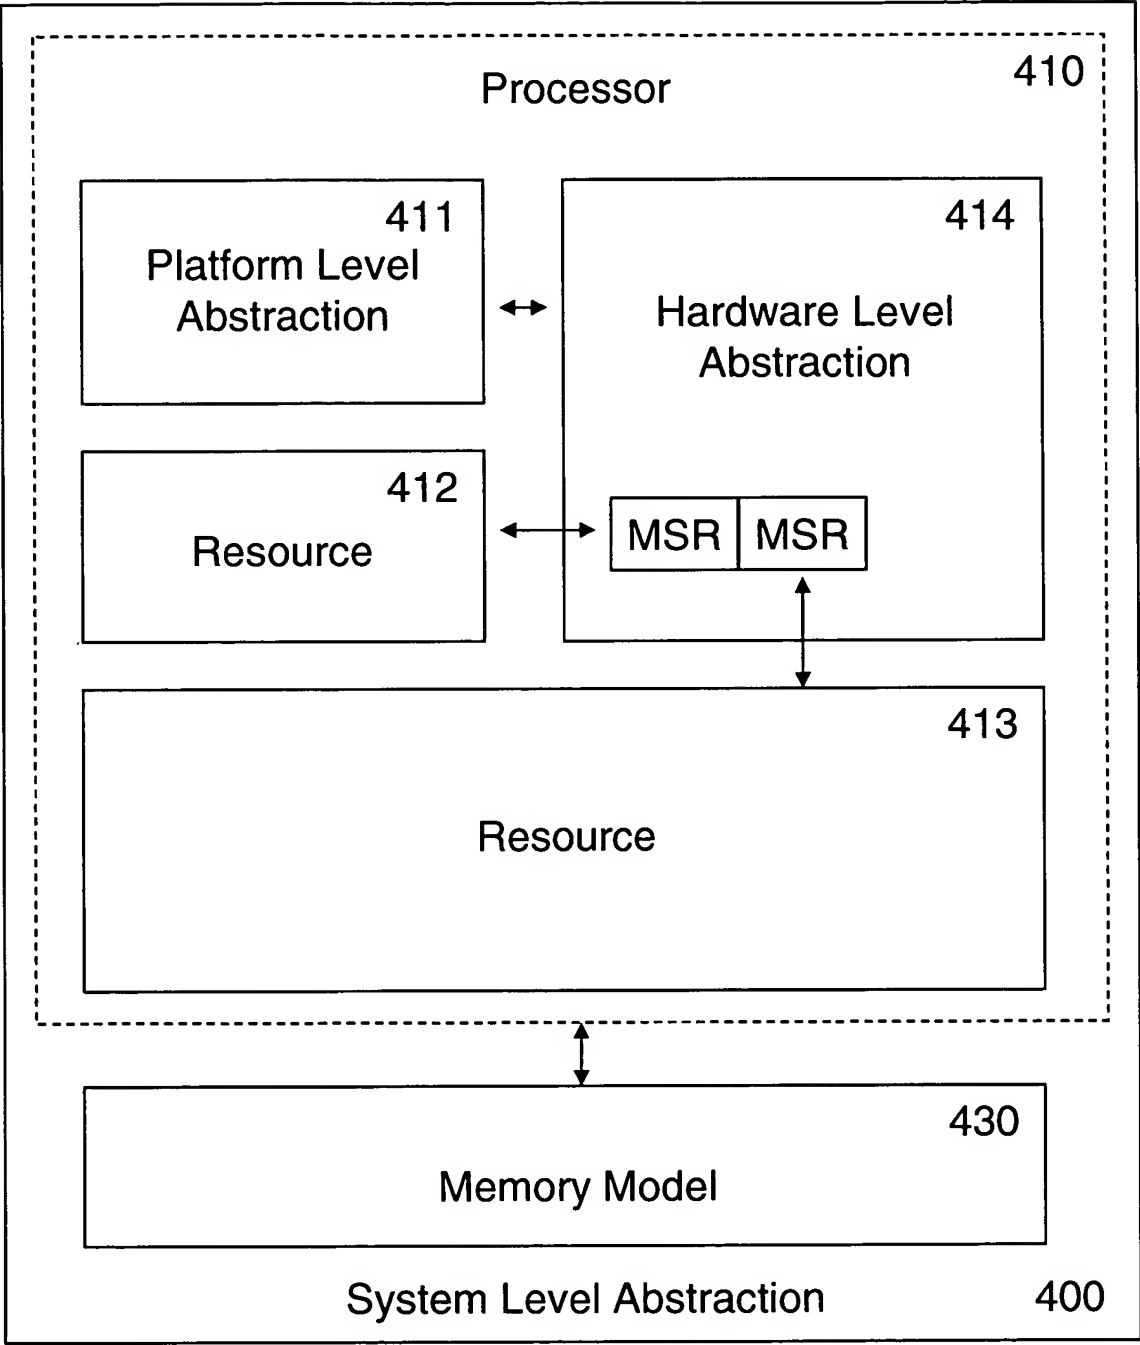 410
Processor
411
Platform Level
Abstraction
414
Hardware Level
Abstraction
412
Resource
MSR MSR
413
Resource
430
Memory Model
System Level Abstraction 400